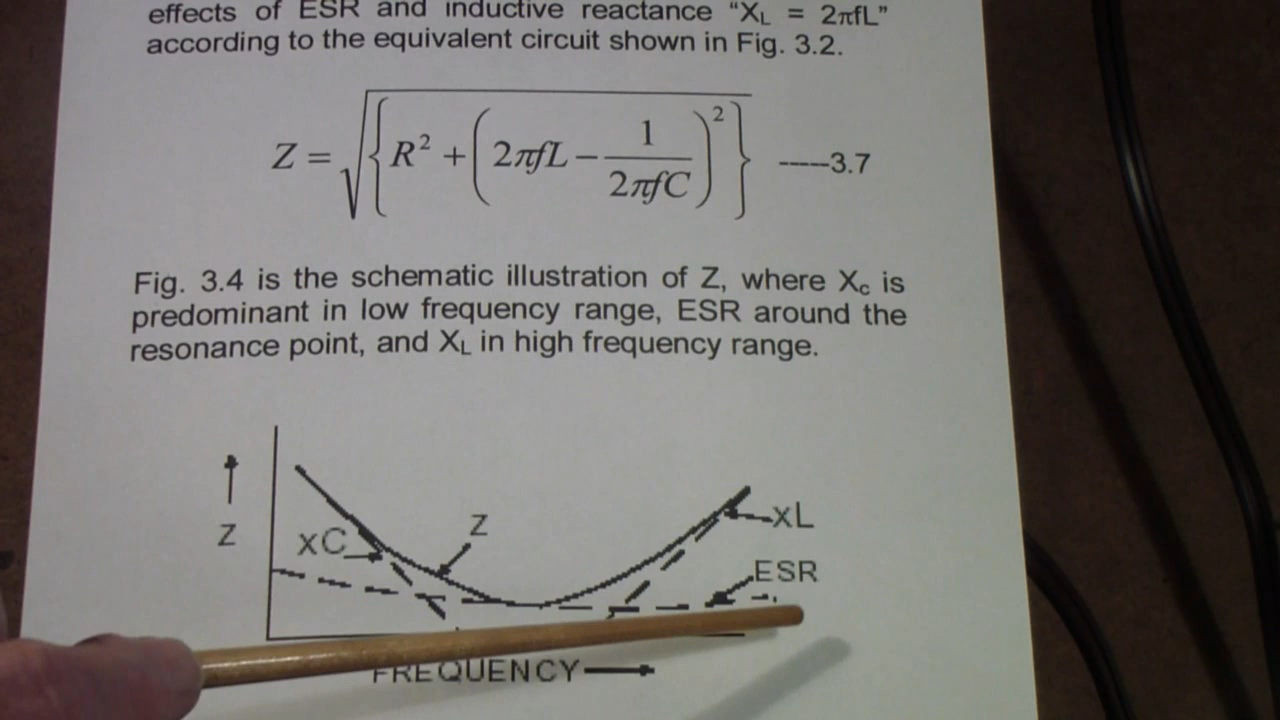 effects of ESR and inductive reactance “XL = 2πfL”
according to the equivalent circuit shown in Fig. 3.2.
Z = √{R² + (2πfL − 1/2πfC)²} -----3.7
Fig. 3.4 is the schematic illustration of Z, where Xc is
predominant in low frequency range, ESR around the
resonance point, and XL in high frequency range.
Z
XC
Z
XL
ESR
FREQUENCY